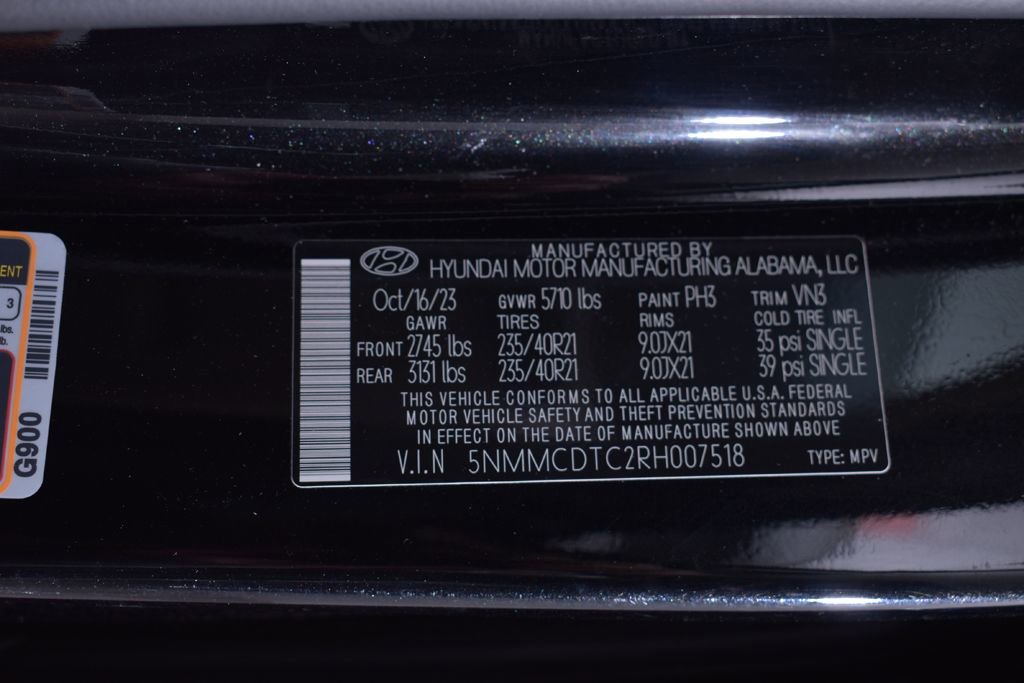 MANUFACTURED BY
HYUNDAI MOTOR MANUFACTURING ALABAMA, LLC
Oct/16/23 GVWR 5710 lbs PAINT PH3 TRIM VN3
GAWR TIRES RIMS COLD TIRE INFL
FRONT 2745 lbs 235/40R21 9.0JX21 35 psi SINGLE
REAR 3131 lbs 235/40R21 9.0JX21 39 psi SINGLE
THIS VEHICLE CONFORMS TO ALL APPLICABLE U.S.A. FEDERAL
MOTOR VEHICLE SAFETY AND THEFT PREVENTION STANDARDS
IN EFFECT ON THE DATE OF MANUFACTURE SHOWN ABOVE
V.I.N 5NMMCDTC2RH007518 TYPE: MPV
ENT
3
lbs.
b.
G900